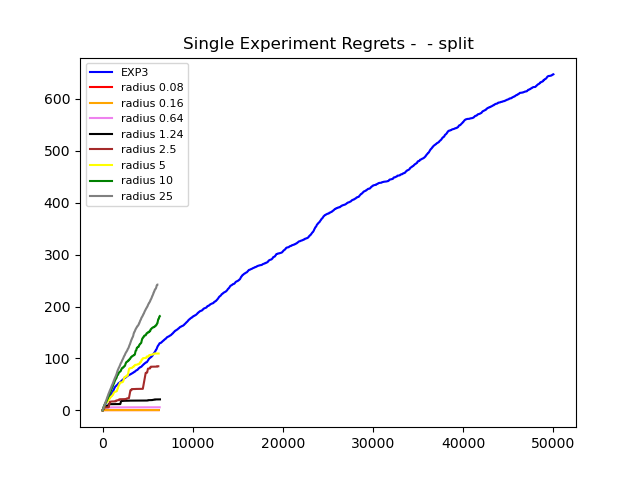 Single Experiment Regrets -  - split
EXP3
radius 0.08
radius 0.16
radius 0.64
radius 1.24
radius 2.5
radius 5
radius 10
radius 25
600
500
400
300
200
100
0
0 10000 20000 30000 40000 50000